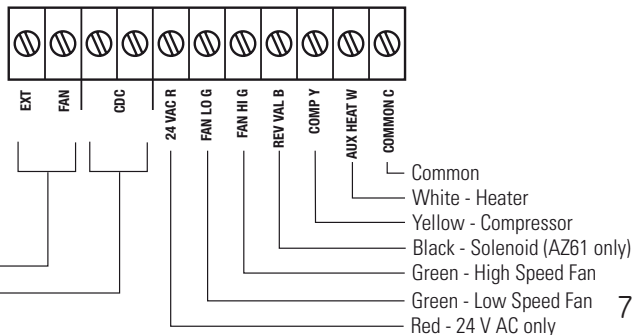 EXT
FAN
CDC
24 VAC R
FAN LO G
FAN HI G
REV VAL B
COMP Y
AUX HEAT W
COMMON C
Common
White - Heater
Yellow - Compressor
Black - Solenoid (AZ61 only)
Green - High Speed Fan
Green - Low Speed Fan
Red - 24 V AC only
7